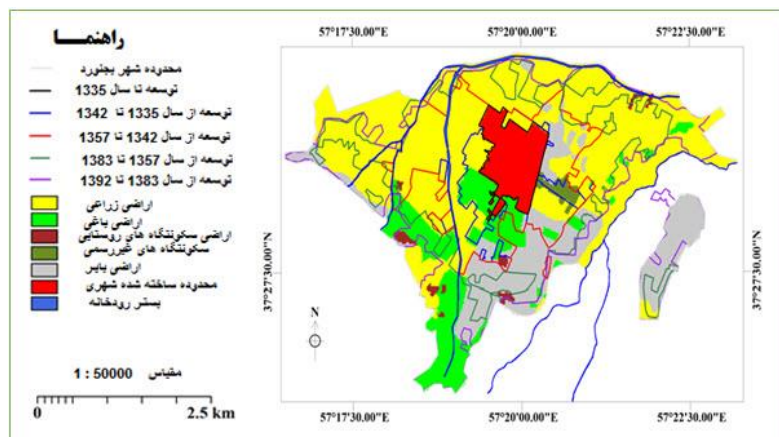 راهنمـــا
محدوده شهر بجنورد
توسعه تا سال 1335
توسعه از سال 1335 تا 1342
توسعه از سال 1342 تا 1357
توسعه از سال 1357 تا 1383
توسعه از سال 1383 تا 1392
اراضی زراعی
اراضی باغی
اراضی سکونتگاه های روستایی
سکونتگاه های غیررسمی
اراضی بایر
محدوده ساخته شده شهری
بستر رودخانه
مقیاس 50000 : 1
0 2.5 km
57°17'30.00"E 57°20'00.00"E 57°22'30.00"E
37°27'30.00"N 37°27'30.00"N
N
57°17'30.00"E 57°20'00.00"E 57°22'30.00"E